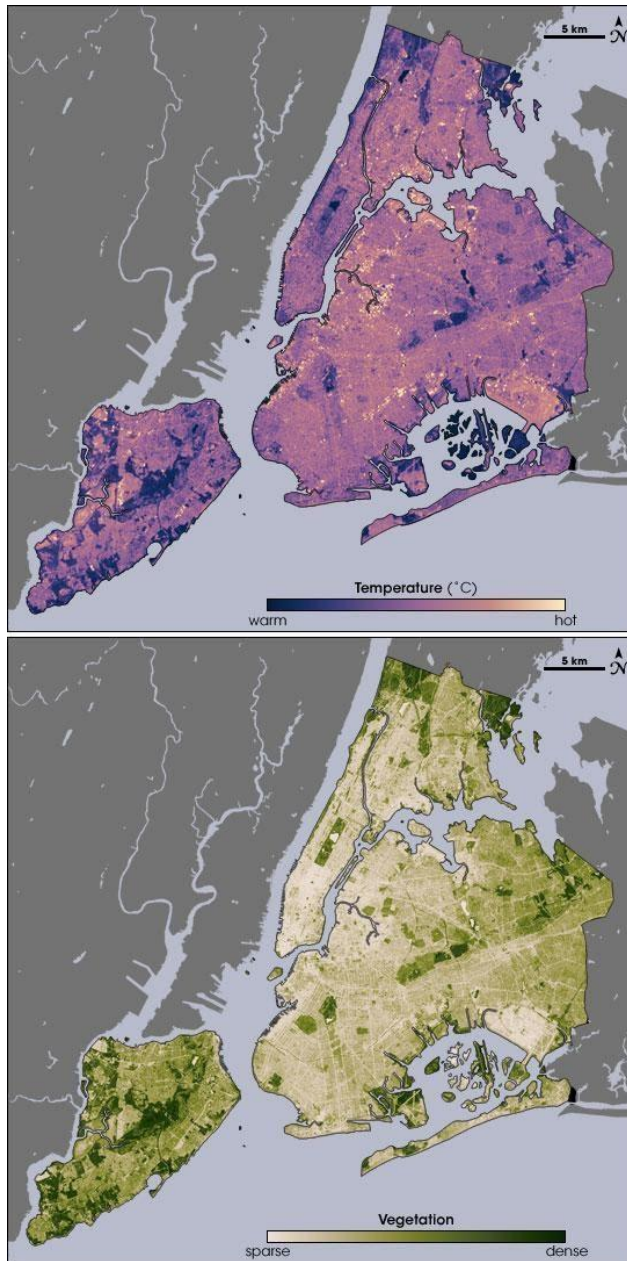 5 km
N
Temperature (°C)
warm hot
5 km
N
Vegetation
sparse dense